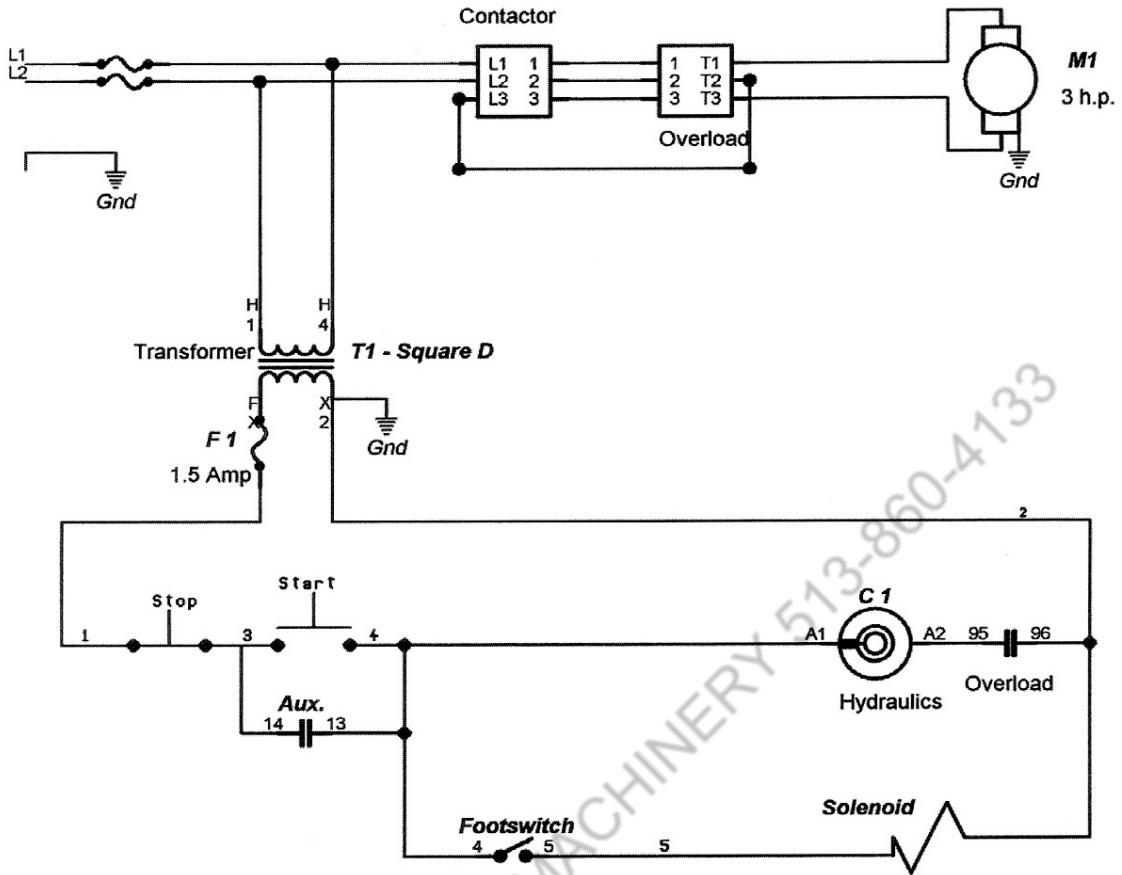 Contactor
L1
L2
L1 1
L2 2
L3 3
1 T1
2 T2
3 T3
Overload
M1
3 h.p.
Gnd
Gnd
H
1
H
4
Transformer
T1 - Square D
F
X
X
2
Gnd
F 1
1.5 Amp
2
Stop
Start
1
3
4
C 1
A1
A2
95
96
Hydraulics
Overload
Aux.
14
13
Footswitch
4
5
5
Solenoid
MACHINERY 513-860-4133